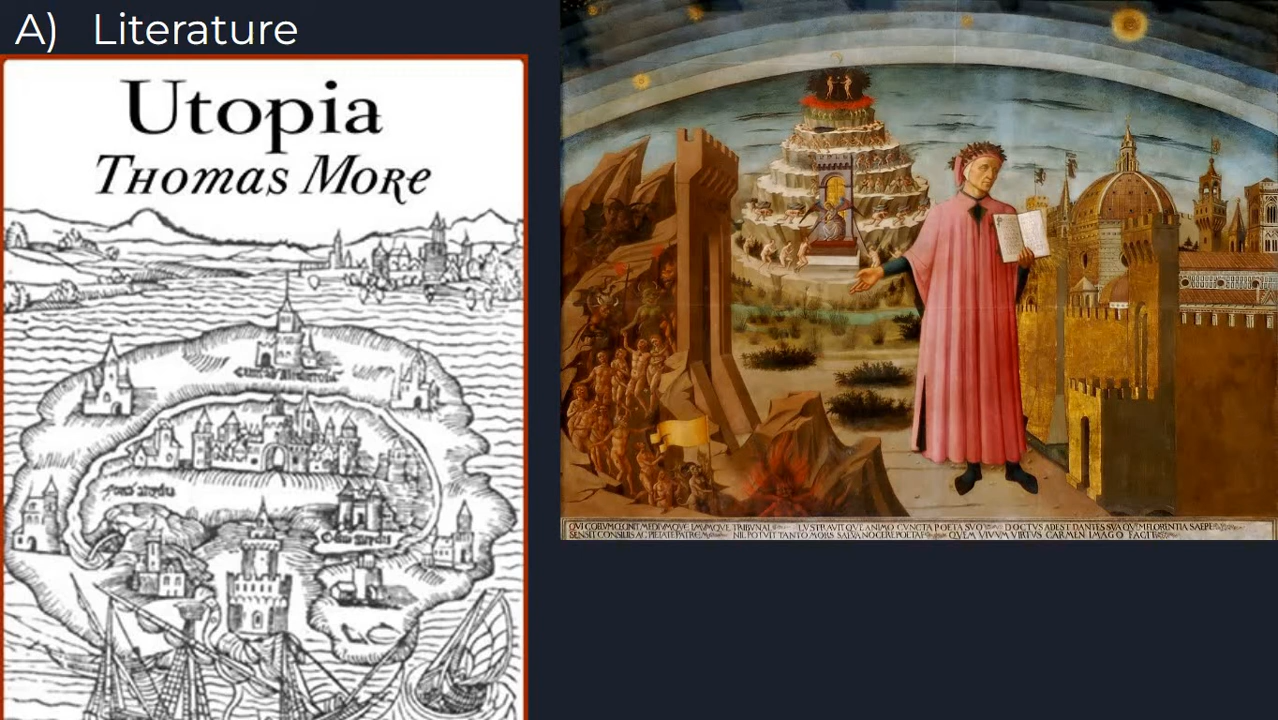 A) Literature
Utopia
Thomas More
QVI COELVM CECINIT MEDIVMQVE IMVMQVE TRIBVNAL LVSTRAVITQVE ANIMO CVNCTA POETA SVO DOCTVS ADEST DANTES SVA QVEM FLORENTIA SAEPE
SENSIT CONSILIIS AC PIETATE PATREM NIL POTVIT TANTO MORS SAEVA NOCERE POETAE QVEM VIVVM VIRTVS CARMEN IMAGO FACIT